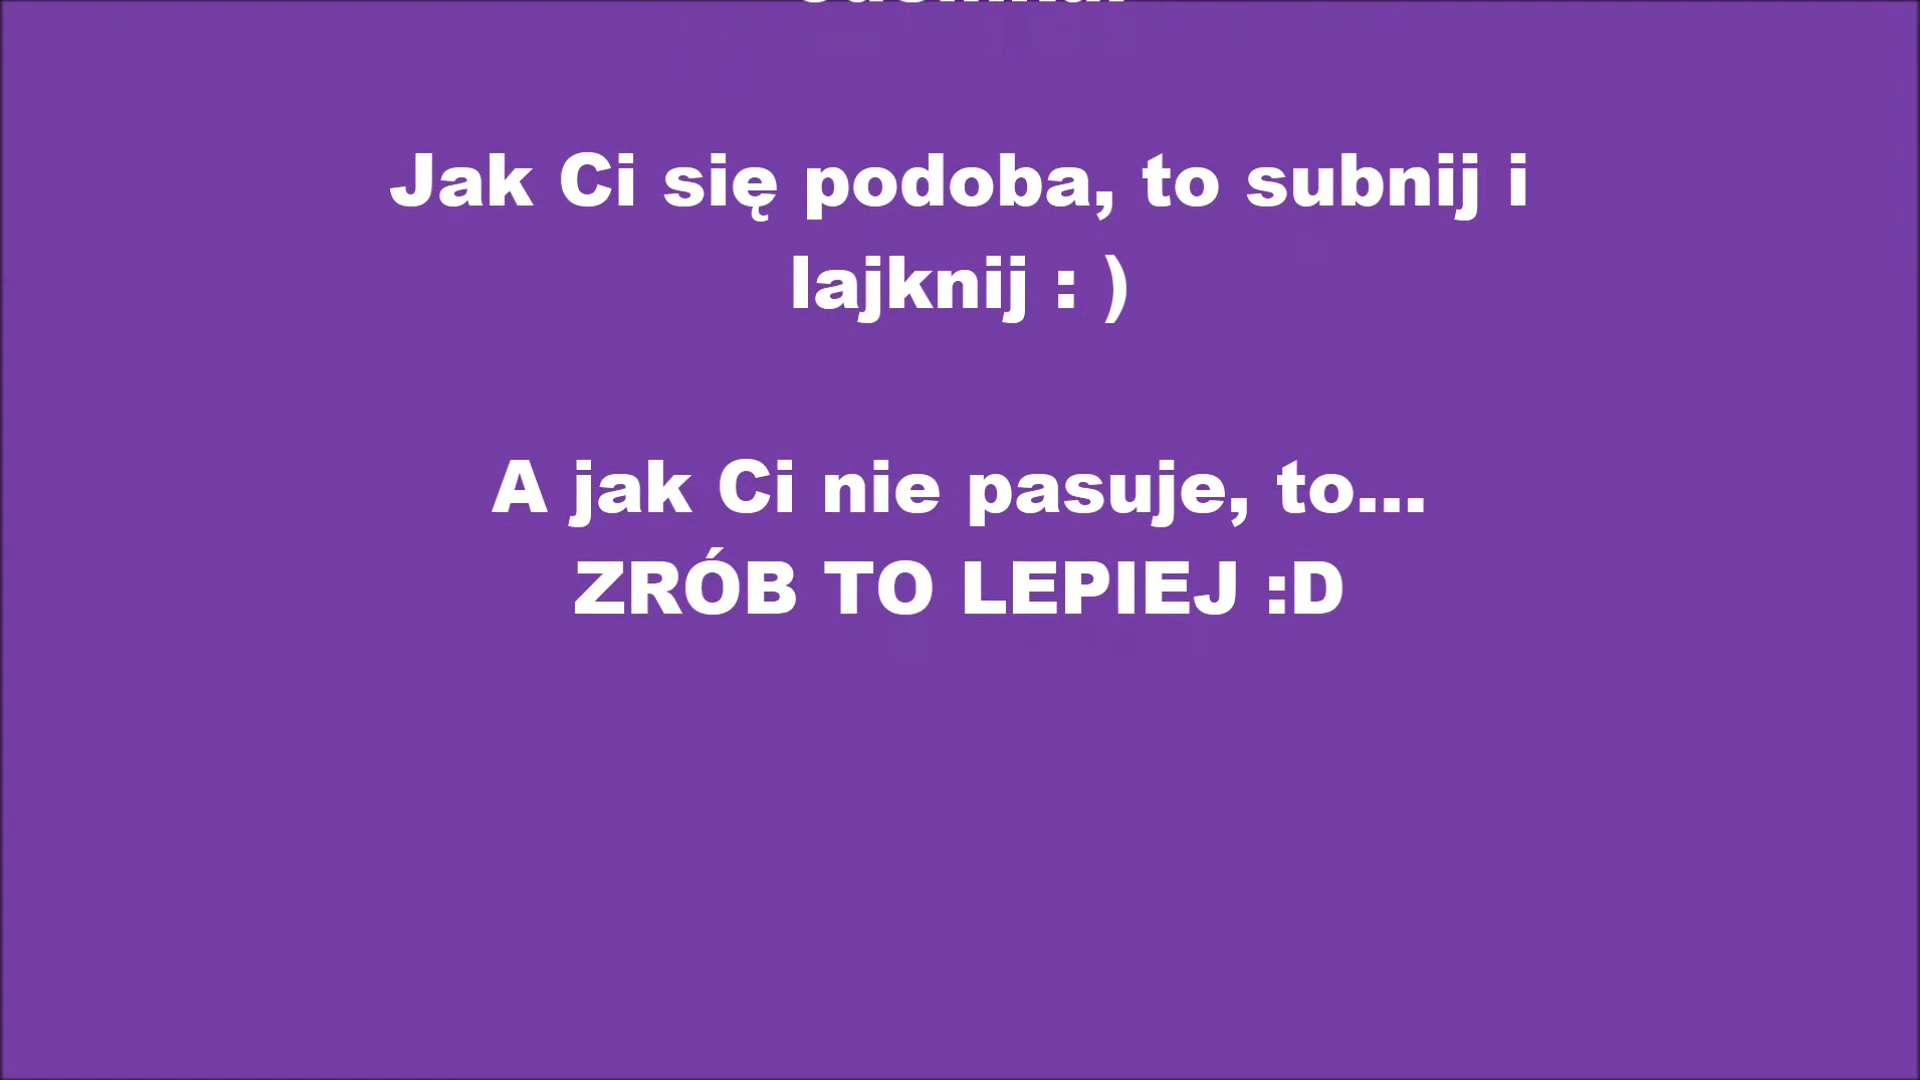 Jak Ci się podoba, to subnij i
lajknij : )
A jak Ci nie pasuje, to...
ZRÓB TO LEPIEJ :D